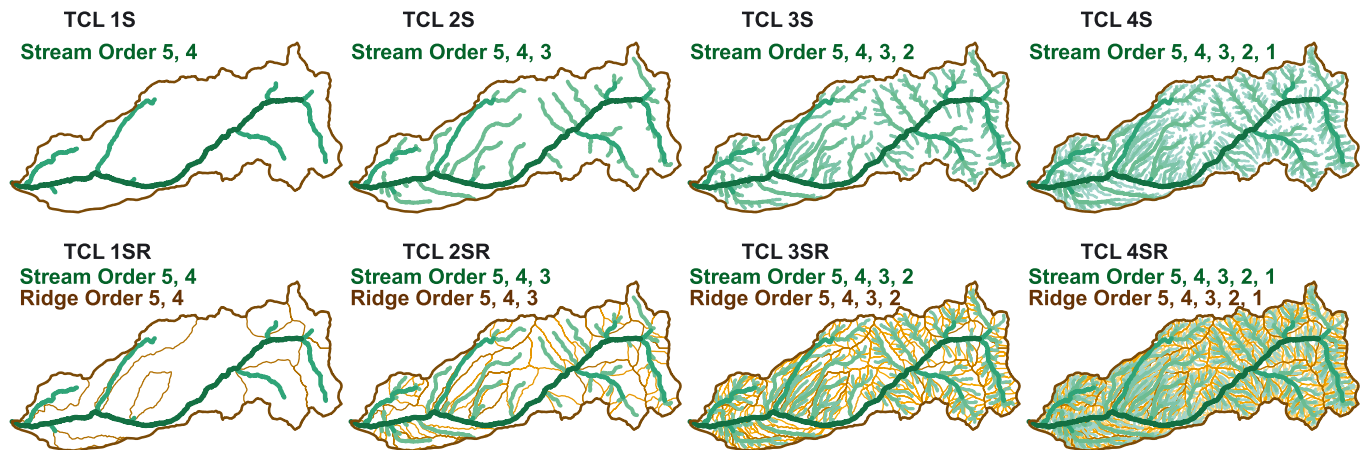 TCL 1S
Stream Order 5, 4
TCL 2S
Stream Order 5, 4, 3
TCL 3S
Stream Order 5, 4, 3, 2
TCL 4S
Stream Order 5, 4, 3, 2, 1
TCL 1SR
Stream Order 5, 4
Ridge Order 5, 4
TCL 2SR
Stream Order 5, 4, 3
Ridge Order 5, 4, 3
TCL 3SR
Stream Order 5, 4, 3, 2
Ridge Order 5, 4, 3, 2
TCL 4SR
Stream Order 5, 4, 3, 2, 1
Ridge Order 5, 4, 3, 2, 1